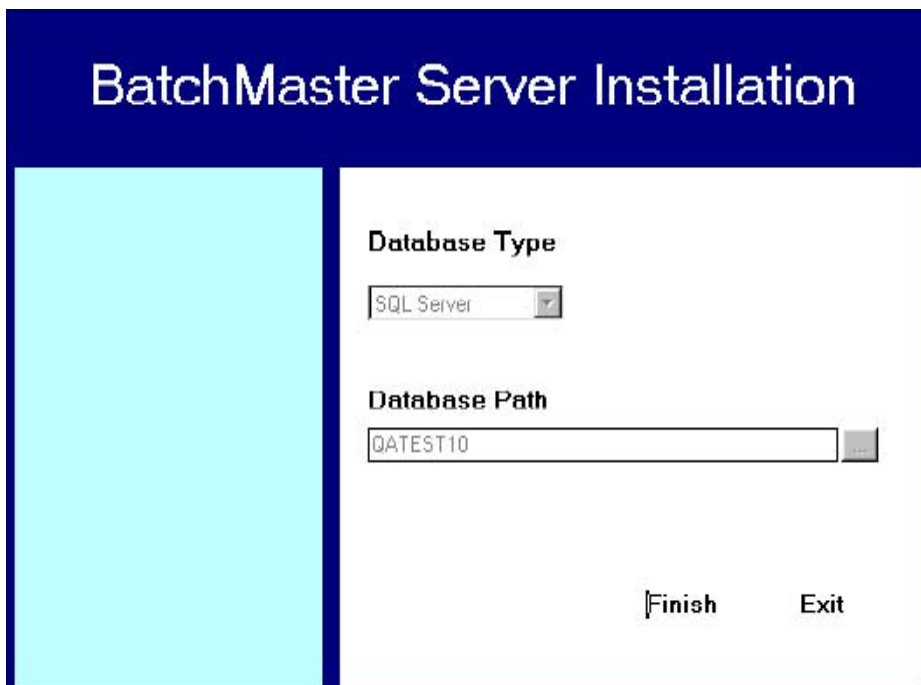 BatchMaster Server Installation
Database Type
SQL Server
Database Path
QATEST10
...
Finish Exit